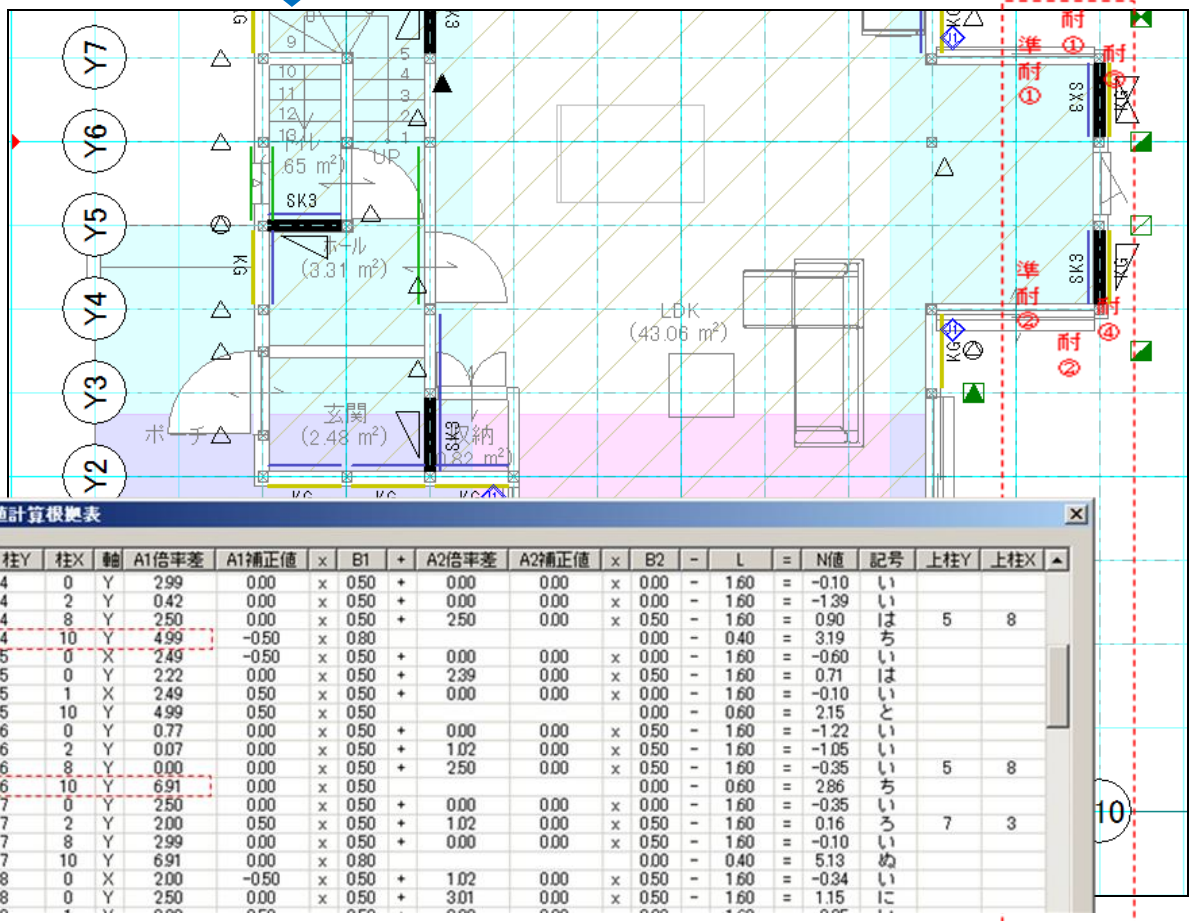 KG
8
9
10
11
12
13
5
4
3
2
1
UP
トイル
.65 m²)
SK3
Y7
Y6
Y5
Y4
Y3
Y2
KG
ホール
(3.31 m²)
LDK
(43.06 m²)
玄関
(2.48 m²)
ポーチ
収納
0.82 m²)
SK3
KG
SX3
KG
SK3
KG
KG
耐
①
準
耐
①
耐
準
耐
②
耐
④
耐
②
値計算根拠表
柱Y 柱X 軸 A1倍率差 A1補正値 x B1 + A2倍率差 A2補正値 x B2 - L = N値 記号 上柱Y 上柱X
4 0 Y 2.99 0.00 x 0.50 + 0.00 0.00 x 0.00 - 1.60 = -0.10 い
4 2 Y 0.42 0.00 x 0.50 + 0.00 0.00 x 0.00 - 1.60 = -1.39 い
4 8 Y 2.50 0.00 x 0.50 + 2.50 0.00 x 0.50 - 1.60 = 0.90 は 5 8
4 10 Y 4.99 -0.50 x 0.80 0.00 - 0.40 = 3.19 ち
5 0 X 2.49 -0.50 x 0.50 + 0.00 0.00 x 0.00 - 1.60 = -0.60 い
5 0 Y 2.22 0.00 x 0.50 + 2.39 0.00 x 0.50 - 1.60 = 0.71 は
5 1 X 2.49 0.50 x 0.50 + 0.00 0.00 x 0.00 - 1.60 = -0.10 い
5 10 Y 4.99 0.50 x 0.50 0.00 - 0.60 = 2.15 と
6 0 Y 0.77 0.00 x 0.50 + 0.00 0.00 x 0.50 - 1.60 = -1.22 い
6 2 Y 0.07 0.00 x 0.50 + 1.02 0.00 x 0.50 - 1.60 = -1.05 い
6 8 Y 0.00 0.00 x 0.50 + 2.50 0.00 x 0.50 - 1.60 = -0.35 い 5 8
6 10 Y 6.91 0.00 x 0.50 0.00 - 0.60 = 2.86 ち
7 0 Y 2.50 0.00 x 0.50 + 0.00 0.00 x 0.00 - 1.60 = -0.35 い
7 2 Y 2.00 0.50 x 0.50 + 1.02 0.00 x 0.50 - 1.60 = 0.16 ろ 7 3
7 8 Y 2.99 0.00 x 0.50 + 0.00 0.00 x 0.50 - 1.60 = -0.10 い
7 10 Y 6.91 0.00 x 0.80 0.00 - 0.40 = 5.13 ぬ
8 0 X 2.00 -0.50 x 0.50 + 1.02 0.00 x 0.50 - 1.60 = -0.34 い
8 0 Y 2.50 0.00 x 0.50 + 3.01 0.00 x 0.50 - 1.60 = 1.15 に
10